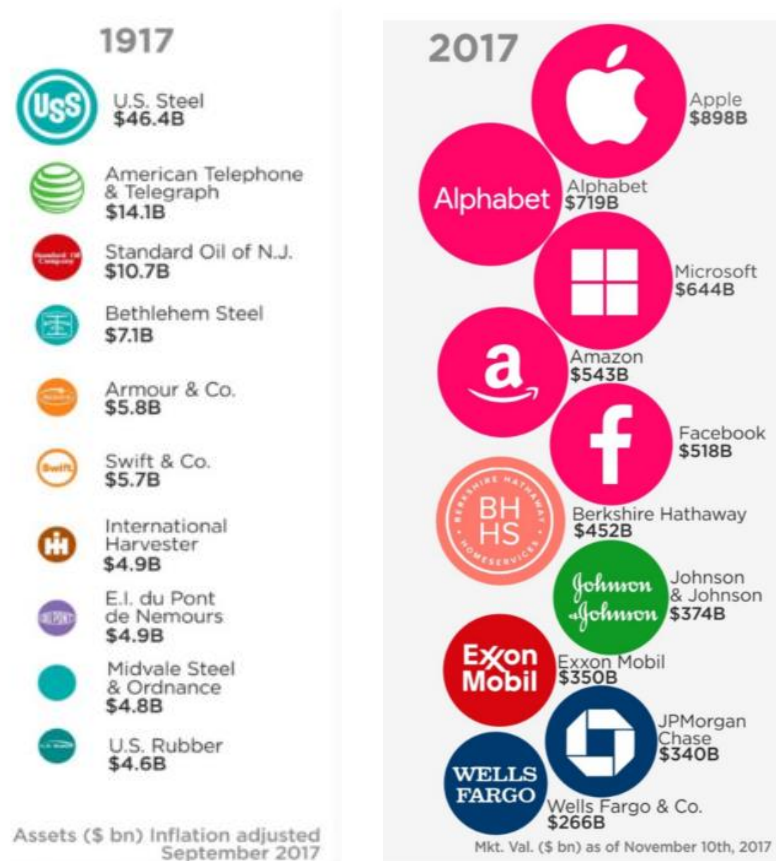 1917
USS
U.S. Steel
$46.4B
American Telephone
& Telegraph
$14.1B
Standard Oil of N.J.
$10.7B
Bethlehem Steel
$7.1B
Armour & Co.
$5.8B
Swift
Swift & Co.
$5.7B
International
Harvester
$4.9B
DU PONT
E.I. du Pont
de Nemours
$4.9B
Midvale Steel
& Ordnance
$4.8B
U.S. Rubber
$4.6B
Assets ($ bn) Inflation adjusted
September 2017
2017
Apple
$898B
Alphabet
Alphabet
$719B
Microsoft
$644B
a
Amazon
$543B
f
Facebook
$518B
BERKSHIRE HATHAWAY
BH
HS
HOMESERVICES
Berkshire Hathaway
$452B
Johnson
&Johnson
Johnson
& Johnson
$374B
Exxon
Mobil
Exxon Mobil
$350B
JPMorgan
Chase
$340B
WELLS
FARGO
Wells Fargo & Co.
$266B
Mkt. Val. ($ bn) as of November 10th, 2017